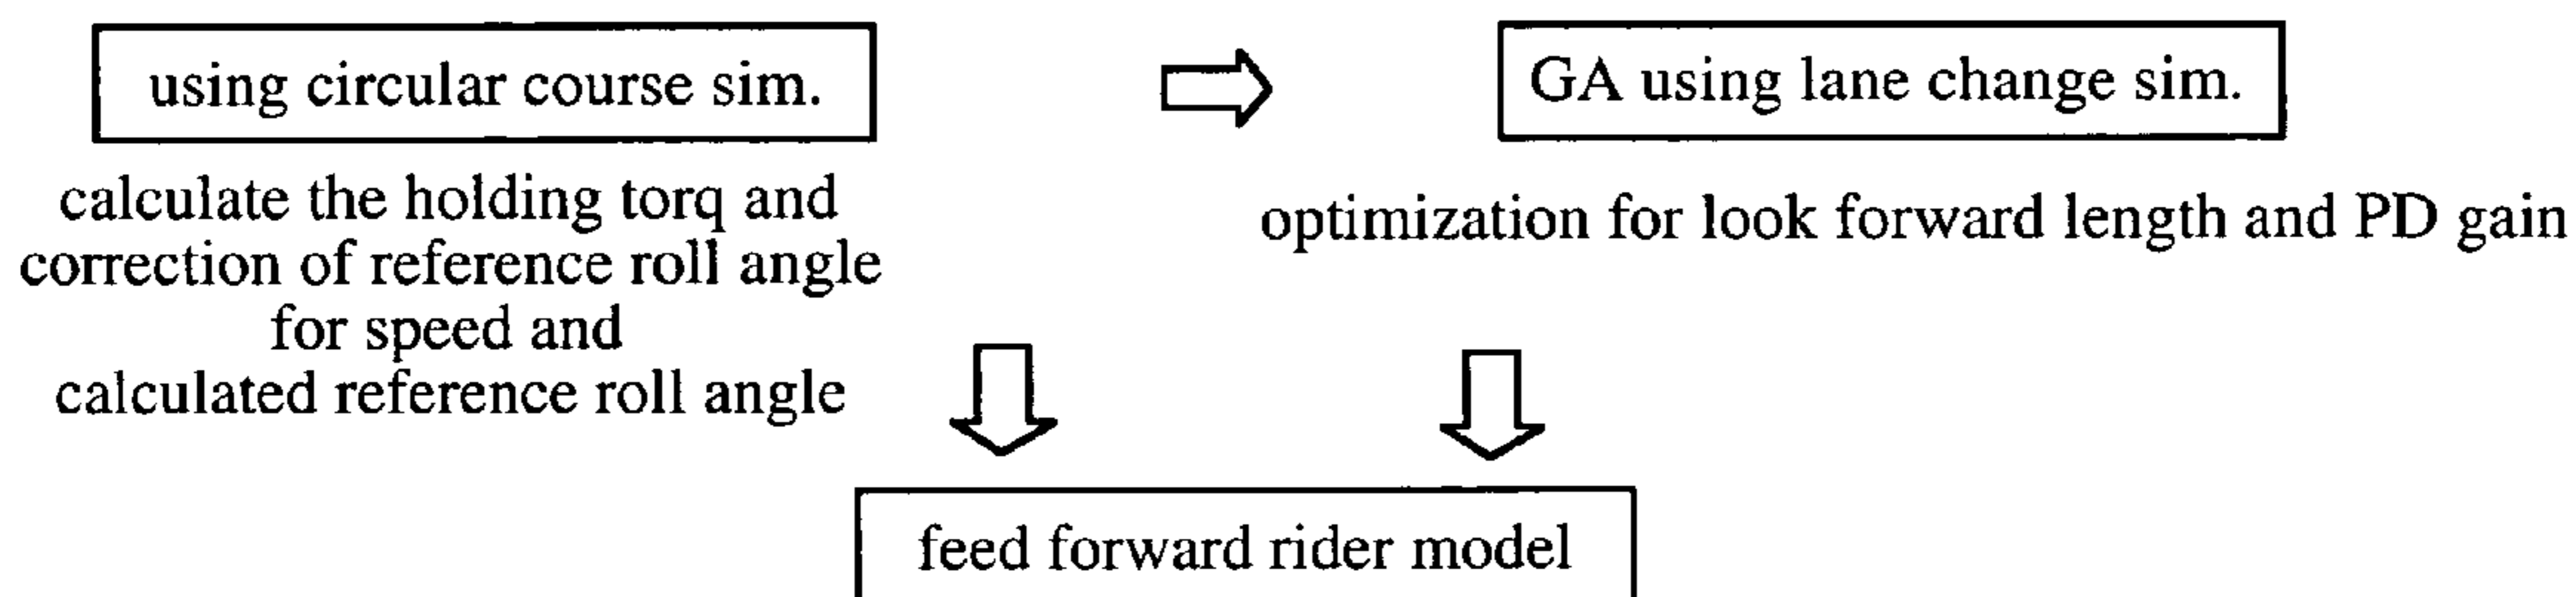 using circular course sim.
GA using lane change sim.
calculate the holding torq and
correction of reference roll angle
for speed and
calculated reference roll angle
optimization for look forward length and PD gain
feed forward rider model